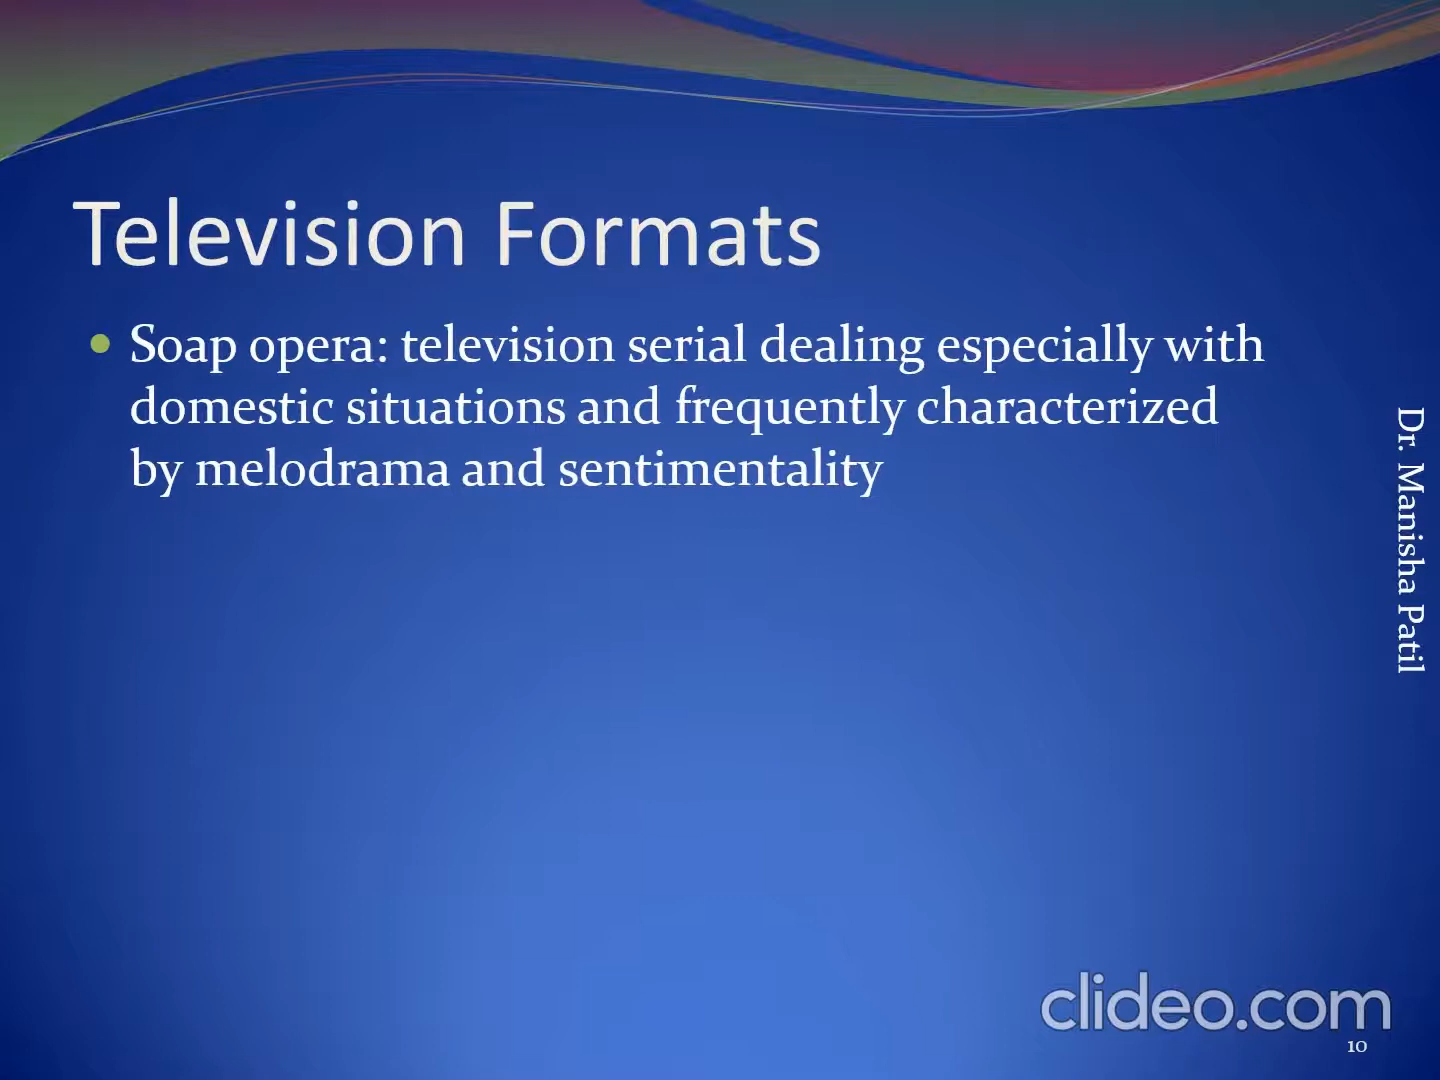 Television Formats
Soap opera: television serial dealing especially with
domestic situations and frequently characterized
by melodrama and sentimentality
Dr. Manisha Patil
clideo.com
10